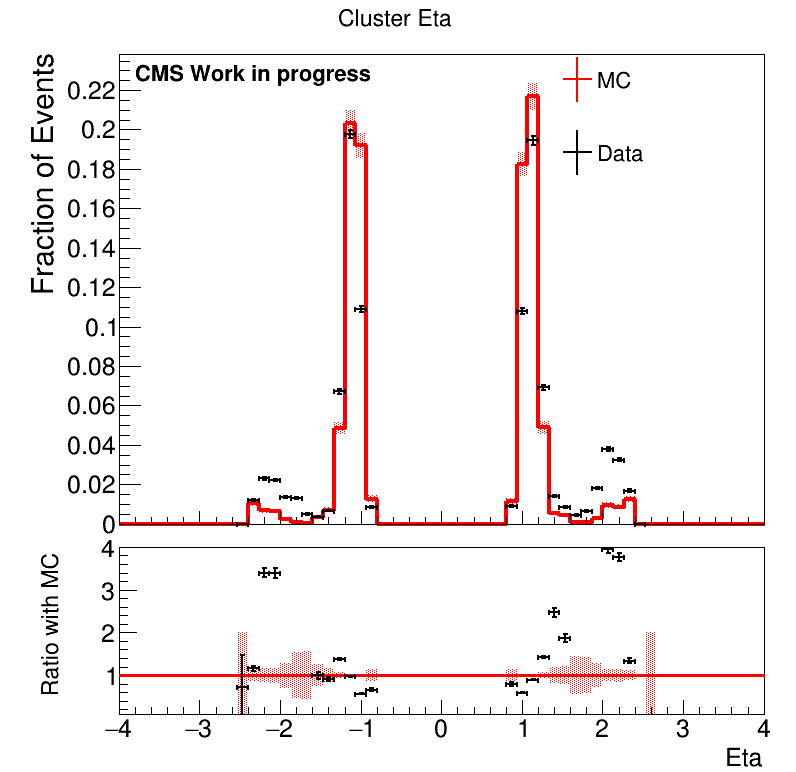 Cluster Eta
CMS Work in progress
MC
Data
Fraction of Events
0.22
0.2
0.18
0.16
0.14
0.12
0.1
0.08
0.06
0.04
0.02
0
Ratio with MC
4
3
2
1
−4 −3 −2 −1 0 1 2 3 4
Eta